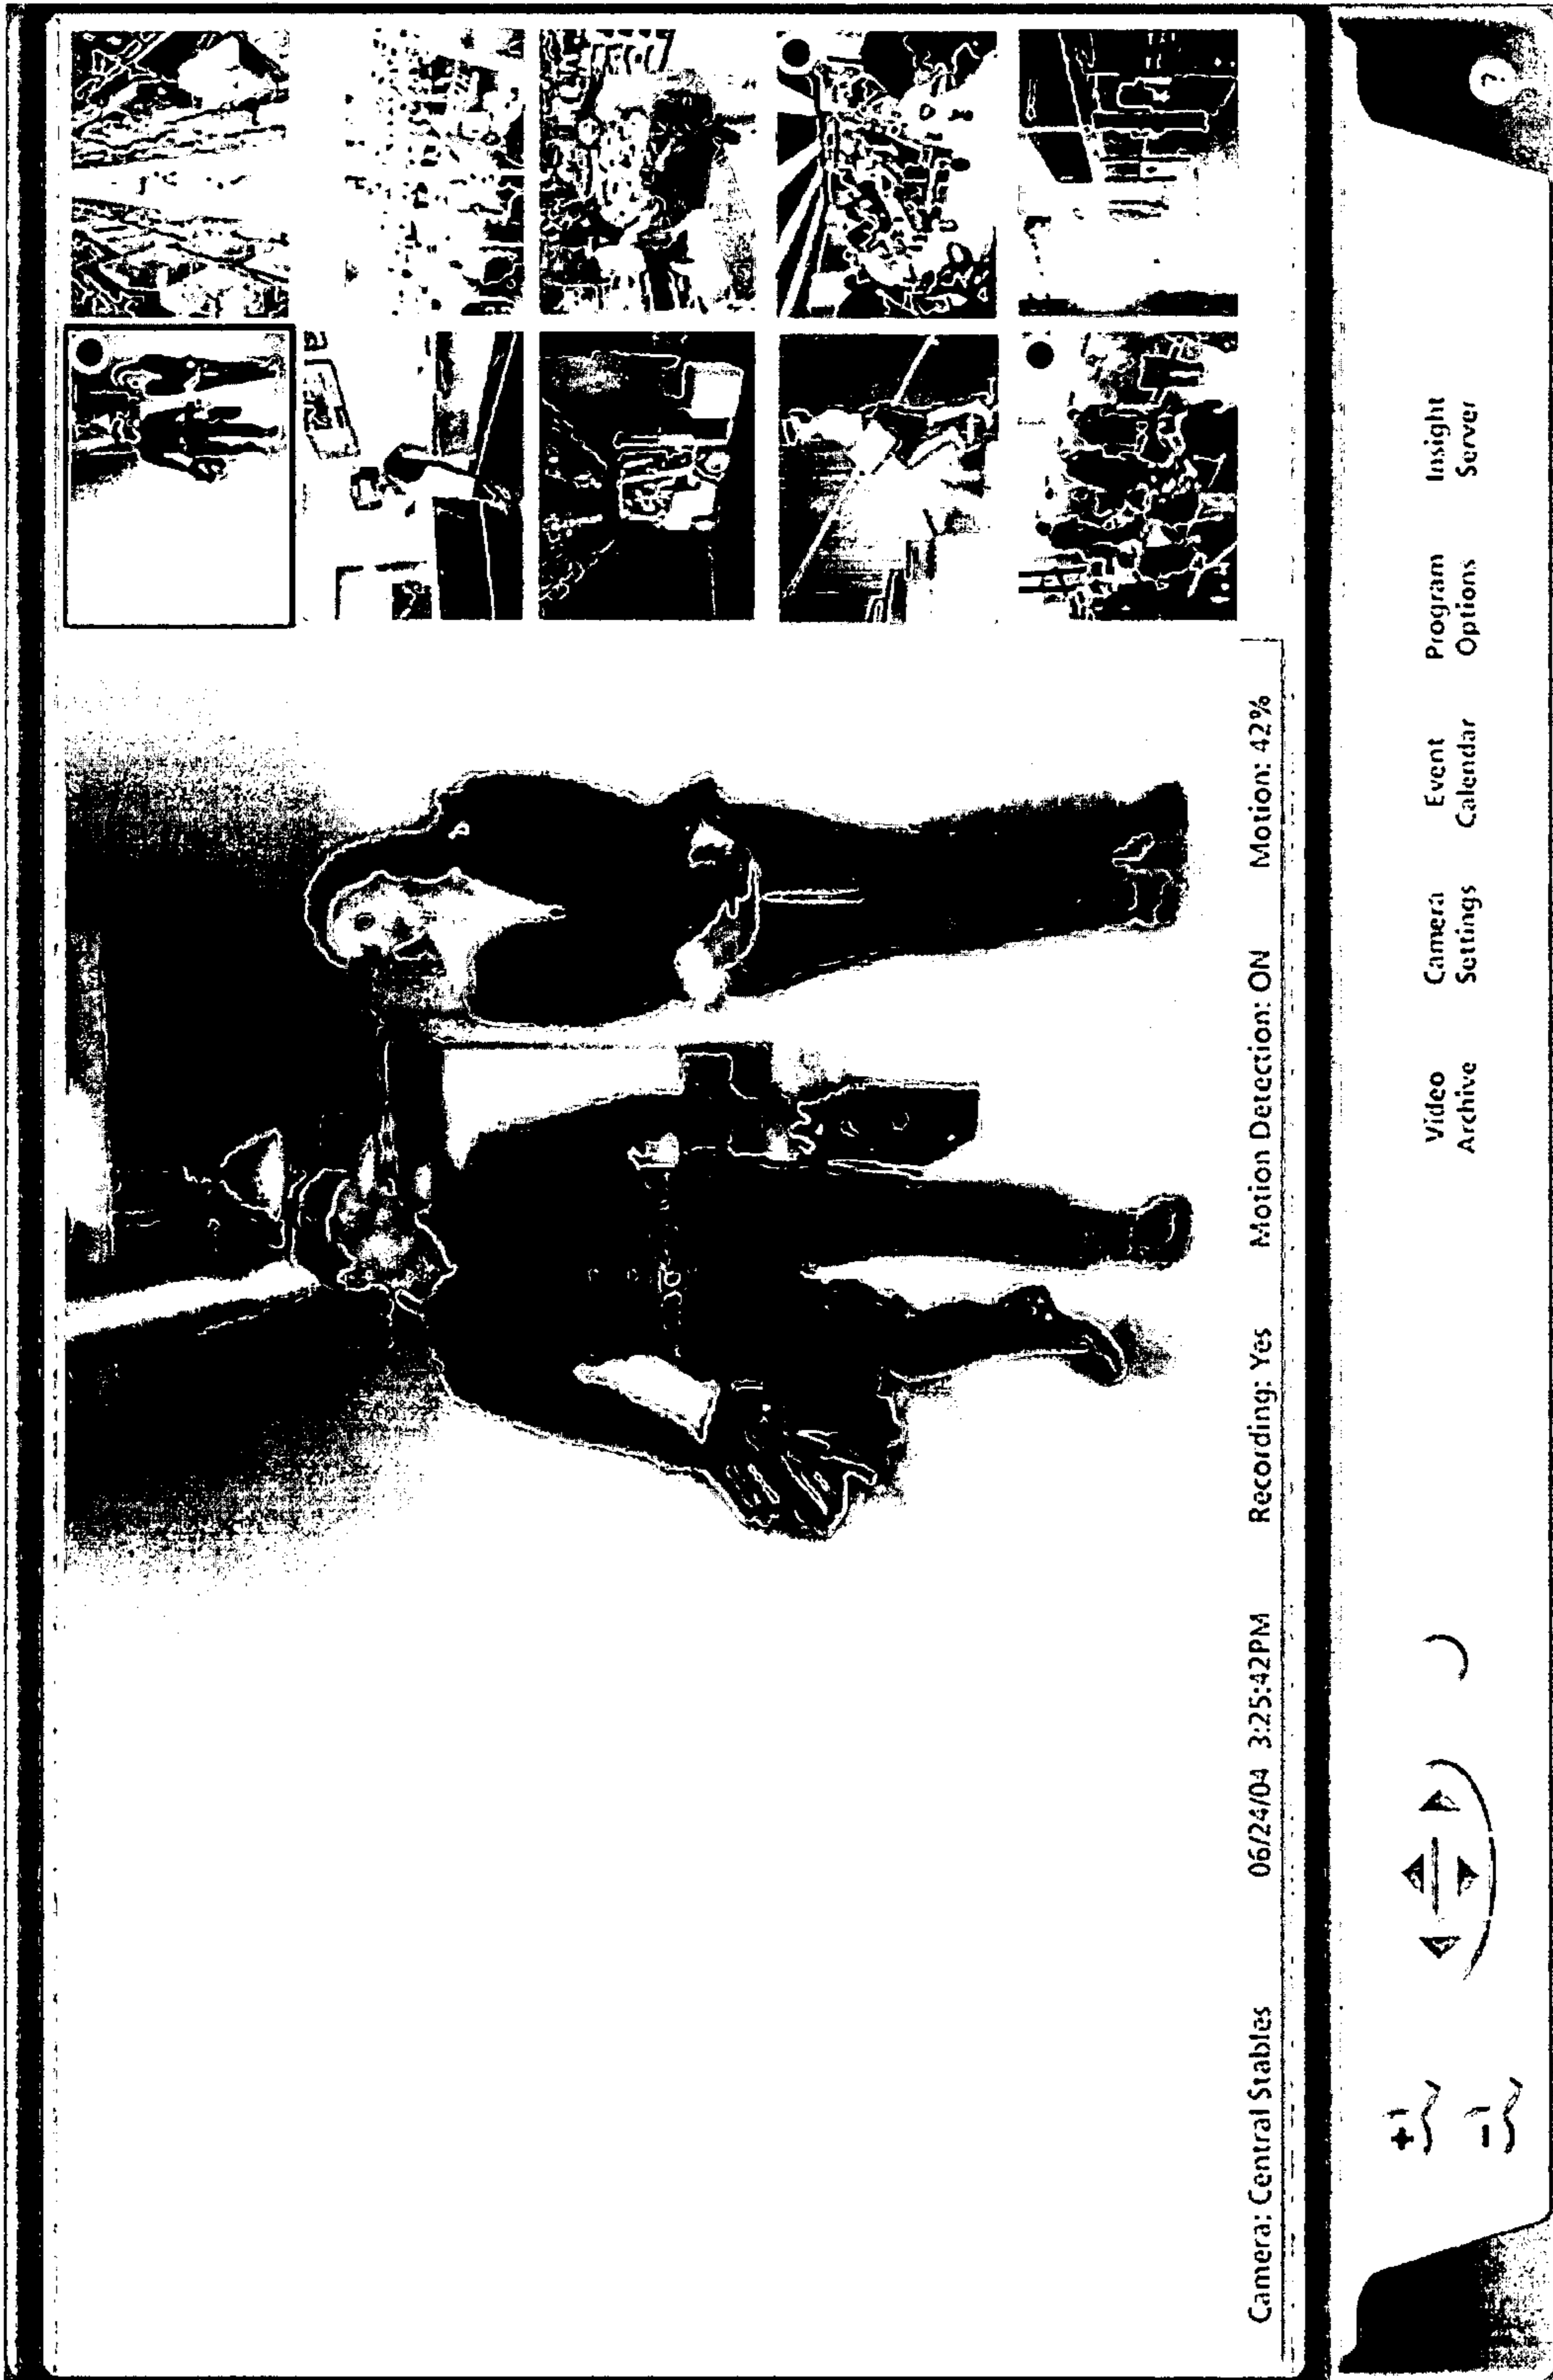 Camera: Central Stables 06/24/04 3:25:42PM Recording: Yes Motion Detection: ON Motion: 42%
+
-
Video Archive
Camera Settings
Event Calendar
Program Options
Insight Server
?